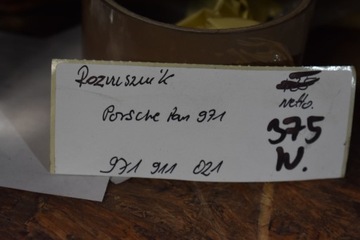 Rozrusznik
netto.
Porsche Pan 971
375
N.
971 911 021